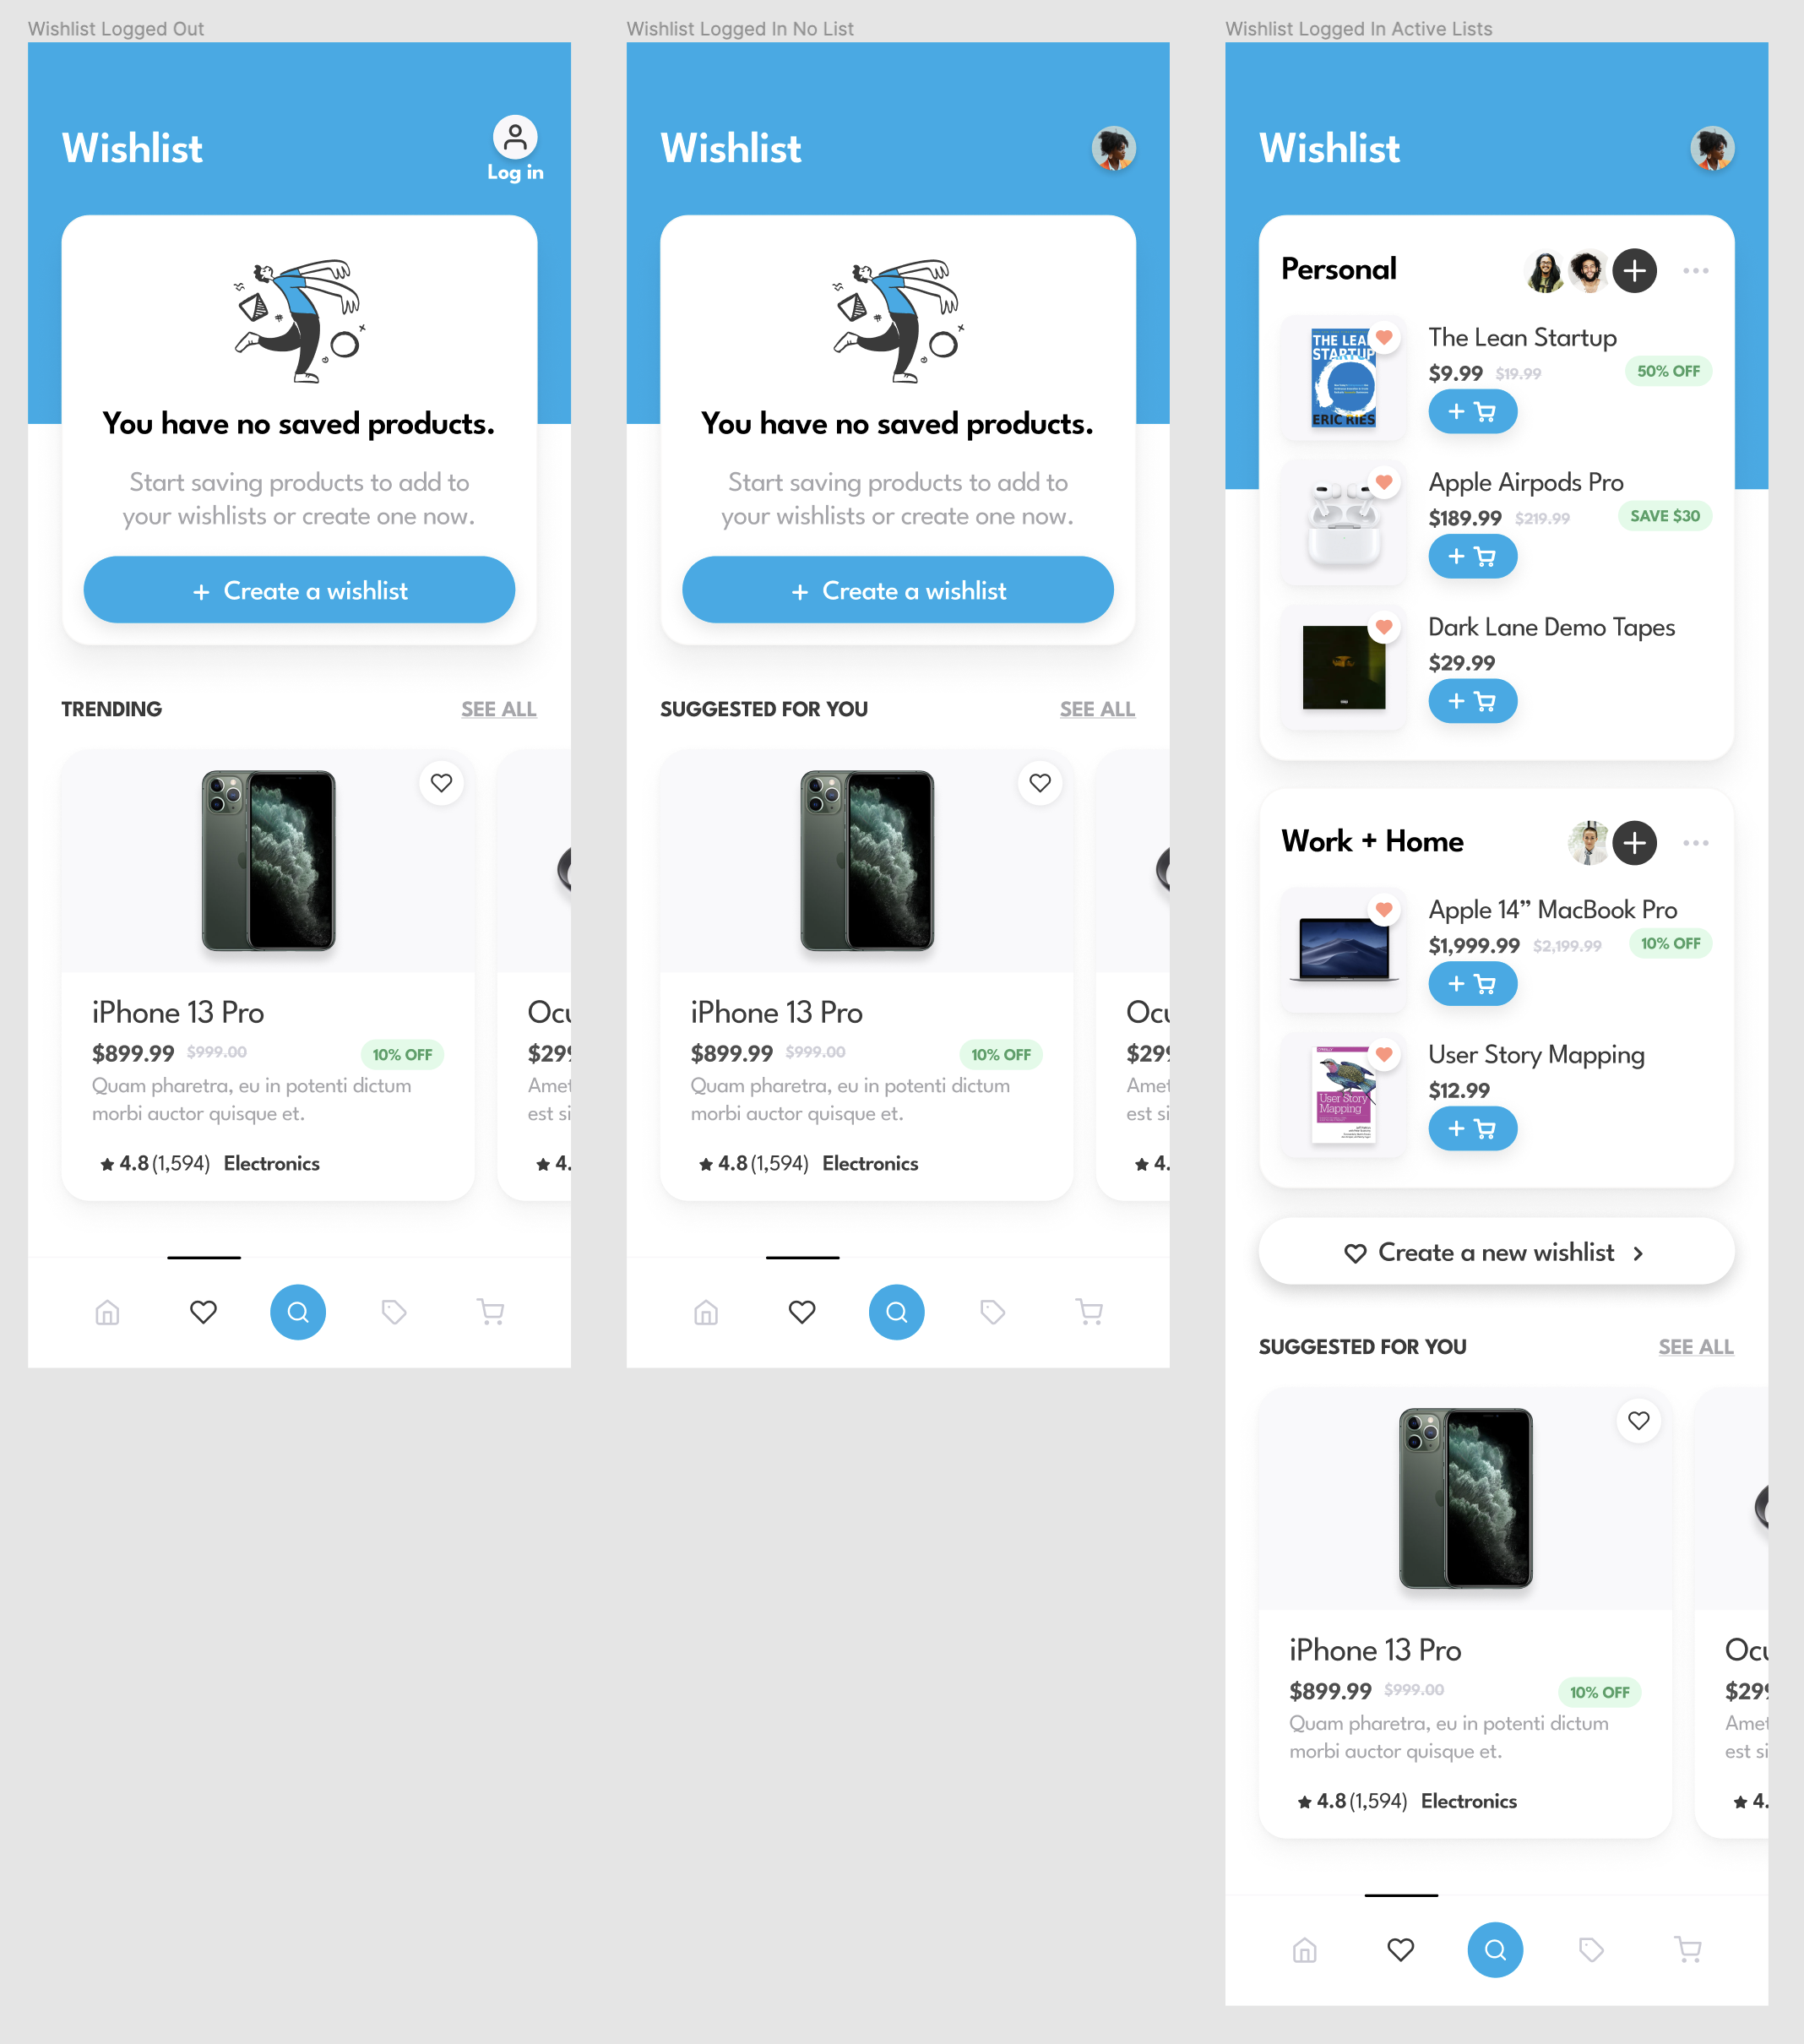 Wishlist Logged Out
Wishlist
Log in
You have no saved products.
Start saving products to add to
your wishlists or create one now.
+ Create a wishlist
TRENDING
SEE ALL
iPhone 13 Pro
$899.99 $999.00
10% OFF
Quam pharetra, eu in potenti dictum
morbi auctor quisque et.
4.8 (1,594) Electronics
Ocu
$299
Amet
est si
4.
Wishlist Logged In No List
Wishlist
You have no saved products.
Start saving products to add to
your wishlists or create one now.
+ Create a wishlist
SUGGESTED FOR YOU
SEE ALL
iPhone 13 Pro
$899.99 $999.00
10% OFF
Quam pharetra, eu in potenti dictum
morbi auctor quisque et.
4.8 (1,594) Electronics
Ocu
$299
Amet
est si
4.
Wishlist Logged In Active Lists
Wishlist
Personal
THE LEA
STARTUP
ERIC RIES
The Lean Startup
$9.99 $19.99
50% OFF
Apple Airpods Pro
$189.99 $219.99
SAVE $30
Dark Lane Demo Tapes
$29.99
Work + Home
Apple 14” MacBook Pro
$1,999.99 $2,199.99
10% OFF
User Story
Mapping
User Story Mapping
$12.99
Create a new wishlist
SUGGESTED FOR YOU
SEE ALL
iPhone 13 Pro
$899.99 $999.00
10% OFF
Quam pharetra, eu in potenti dictum
morbi auctor quisque et.
4.8 (1,594) Electronics
Ocu
$299
Amet
est si
4.